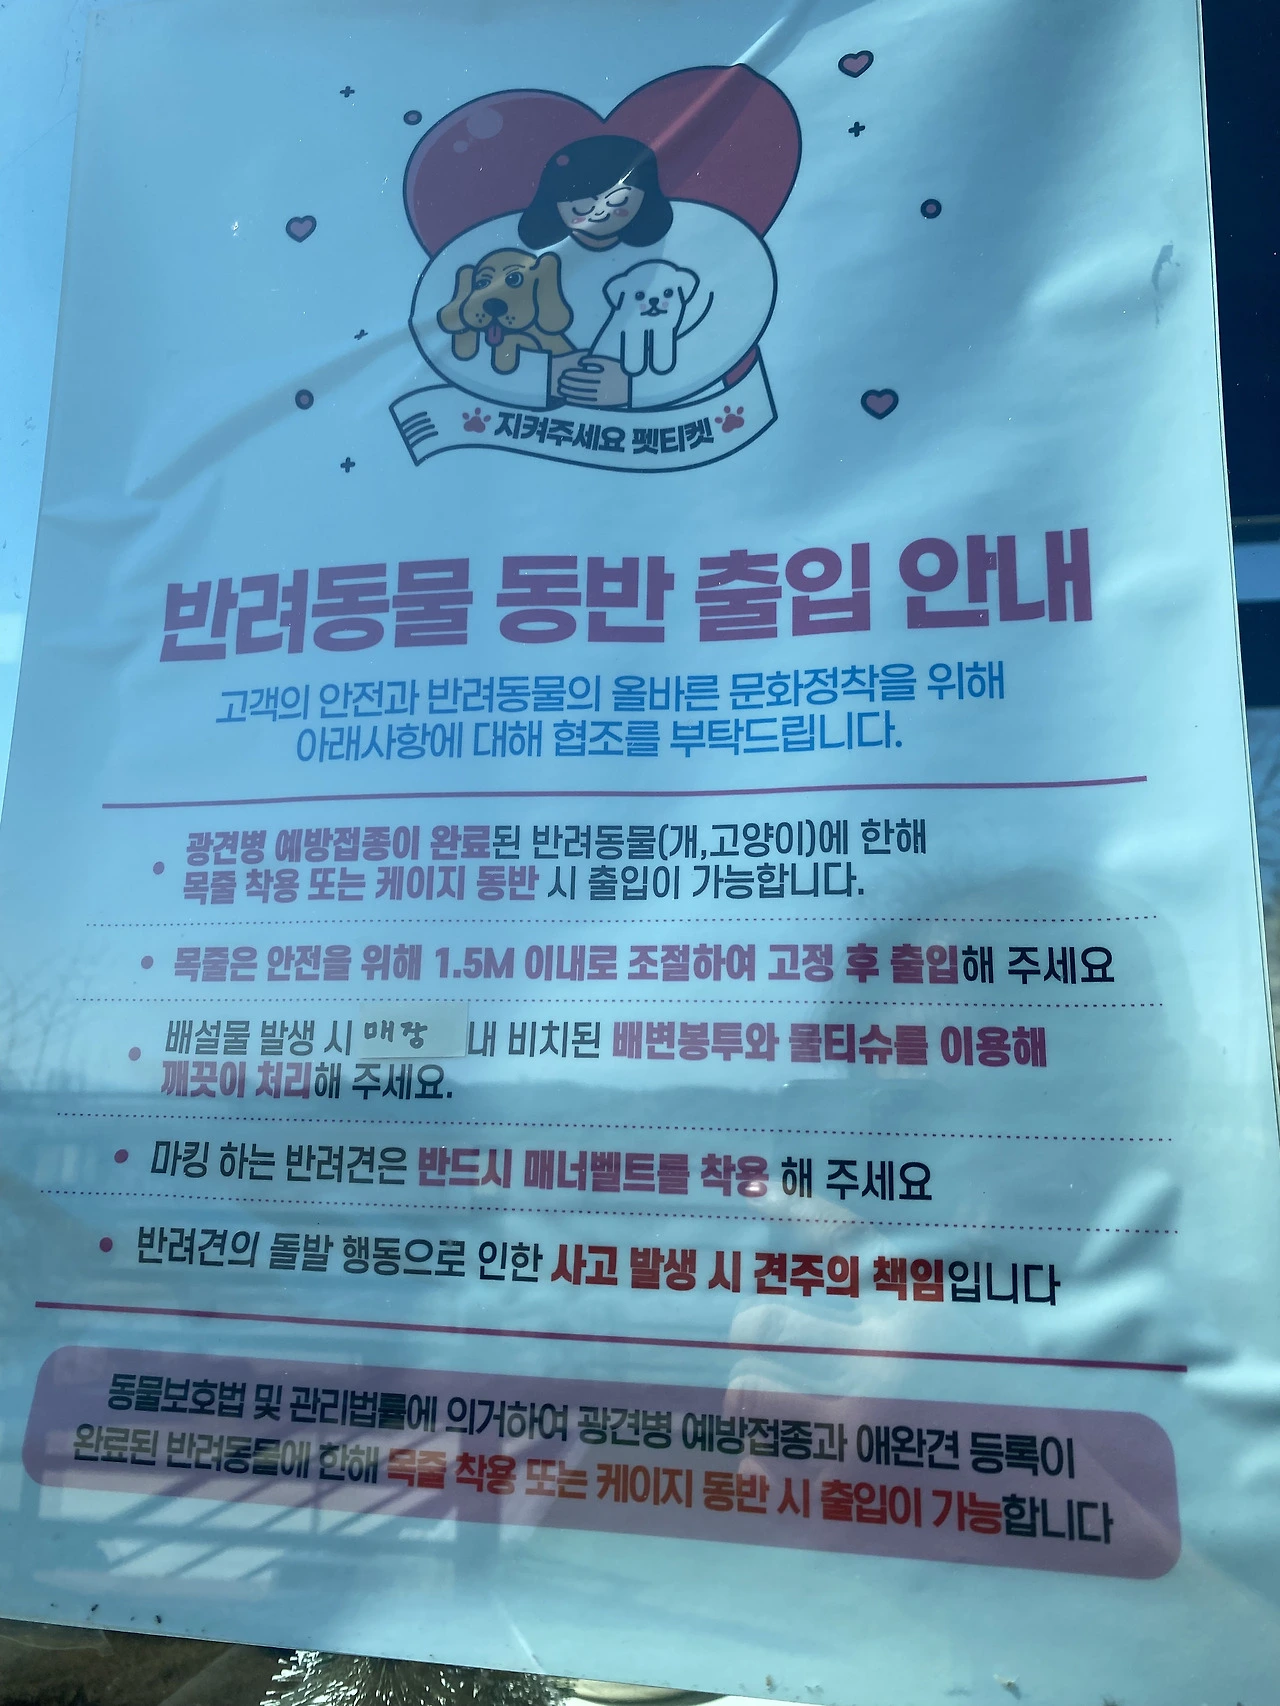 지켜주세요 펫티켓
반려동물 동반 출입 안내
고객의 안전과 반려동물의 올바른 문화정착을 위해
아래사항에 대해 협조를 부탁드립니다.
• 광견병 예방접종이 완료된 반려동물(개,고양이)에 한해
목줄 착용 또는 케이지 동반 시 출입이 가능합니다.
• 목줄은 안전을 위해 1.5M 이내로 조절하여 고정 후 출입해 주세요
• 배설물 발생 시 매장 내 비치된 배변봉투와 물티슈를 이용해
깨끗이 처리해 주세요.
• 마킹 하는 반려견은 반드시 매너벨트를 착용 해 주세요
• 반려견의 돌발 행동으로 인한 사고 발생 시 견주의 책임입니다
동물보호법 및 관리법률에 의거하여 광견병 예방접종과 애완견 등록이
완료된 반려동물에 한해 목줄 착용 또는 케이지 동반 시 출입이 가능합니다